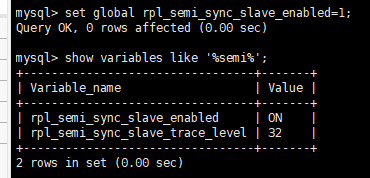 mysql> set global rpl_semi_sync_slave_enabled=1;
Query OK, 0 rows affected (0.00 sec)

mysql> show variables like '%semi%';
+---------------------------------+-------+
| Variable_name                   | Value |
+---------------------------------+-------+
| rpl_semi_sync_slave_enabled     | ON    |
| rpl_semi_sync_slave_trace_level | 32    |
+---------------------------------+-------+
2 rows in set (0.00 sec)